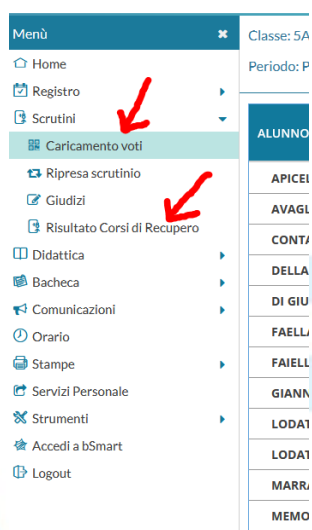 Menù ✖
Classe: 5A
Home
Periodo: P
Registro
Scrutini
Caricamento voti
ALUNNO
Ripresa scrutinio
APICEL
Giudizi
AVAGL
Risultato Corsi di Recupero
CONTA
Didattica
DELLA
Bacheca
DI GIU
Comunicazioni
FAELLA
Orario
Stampe
FAIELL
Servizi Personale
GIANN
Strumenti
LODAT
Accedi a bSmart
LODAT
Logout
MARRA
MEMO